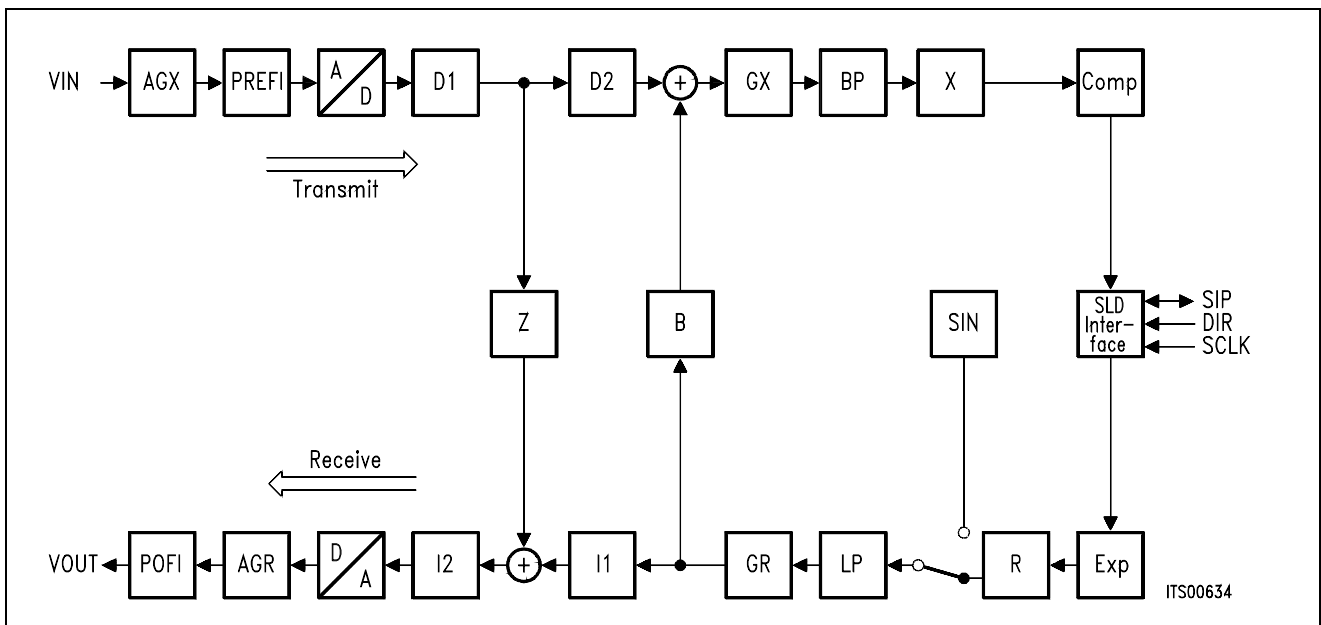 VIN AGX PREFI A D D1 D2 + GX BP X Comp
Transmit
Z B SIN SLD Inter- face SIP
DIR
SCLK
Receive
VOUT POFI AGR D A I2 + I1 GR LP R Exp
ITS00634